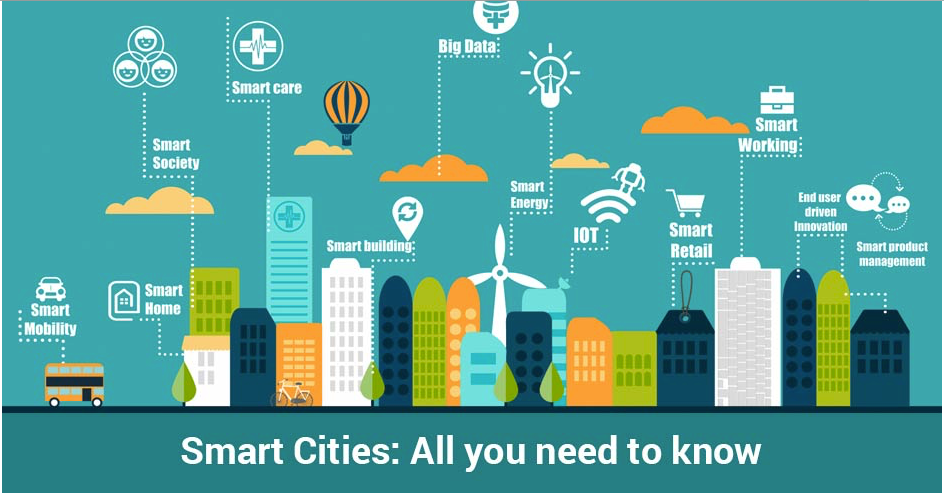 Big Data
Smart care
Smart
Working
Smart
Society
Smart
Energy
End user
driven
Innovation
IOT
Smart
Retail
Smart building
Smart product
management
Smart
Home
Smart
Mobility
Smart Cities: All you need to know